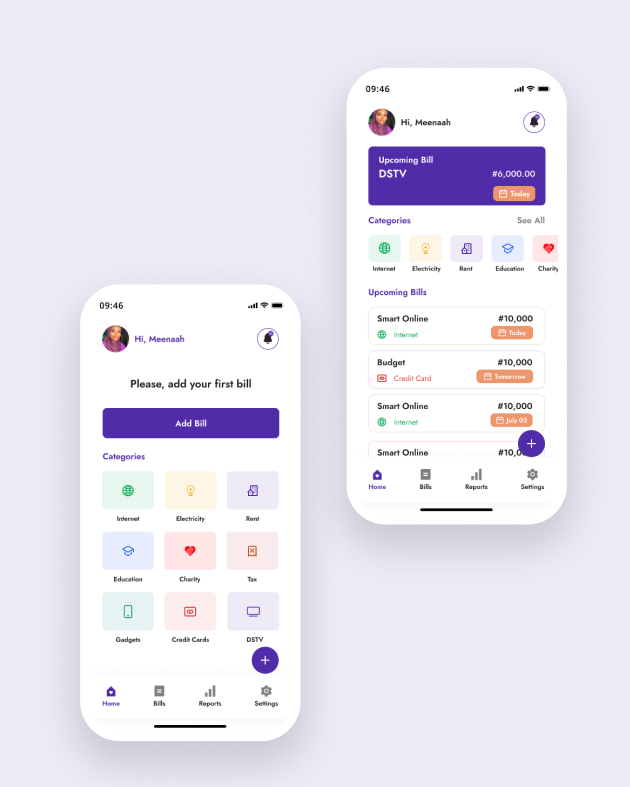 09:46
Hi, Meenaah
Upcoming Bill
DSTV
#6,000.00
Today
Categories
See All
Internet
Electricity
Rent
Education
Charity
Upcoming Bills
Smart Online
#10,000
Internet
Today
Budget
#10,000
Credit Card
Tomorrrow
Smart Online
#10,000
Internet
July 02
Smart Online
#10,0
Home
Bills
Reports
Settings
09:46
Hi, Meenaah
Please, add your first bill
Add Bill
Categories
Internet
Electricity
Rent
Education
Charity
Tax
Gadgets
Credit Cards
DSTV
Home
Bills
Reports
Settings